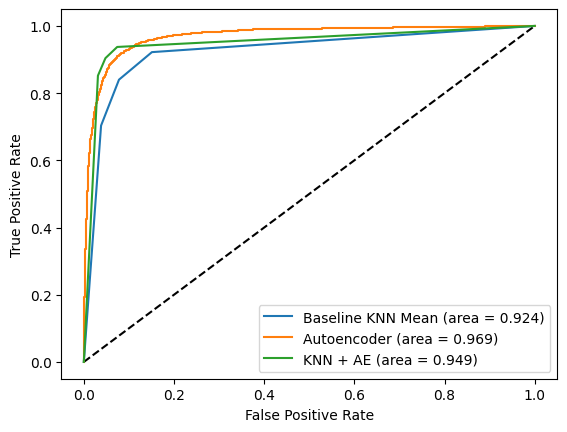 1.0
0.8
0.6
0.4
0.2
0.0
True Positive Rate
Baseline KNN Mean (area = 0.924)
Autoencoder (area = 0.969)
KNN + AE (area = 0.949)
0.0 0.2 0.4 0.6 0.8 1.0
False Positive Rate